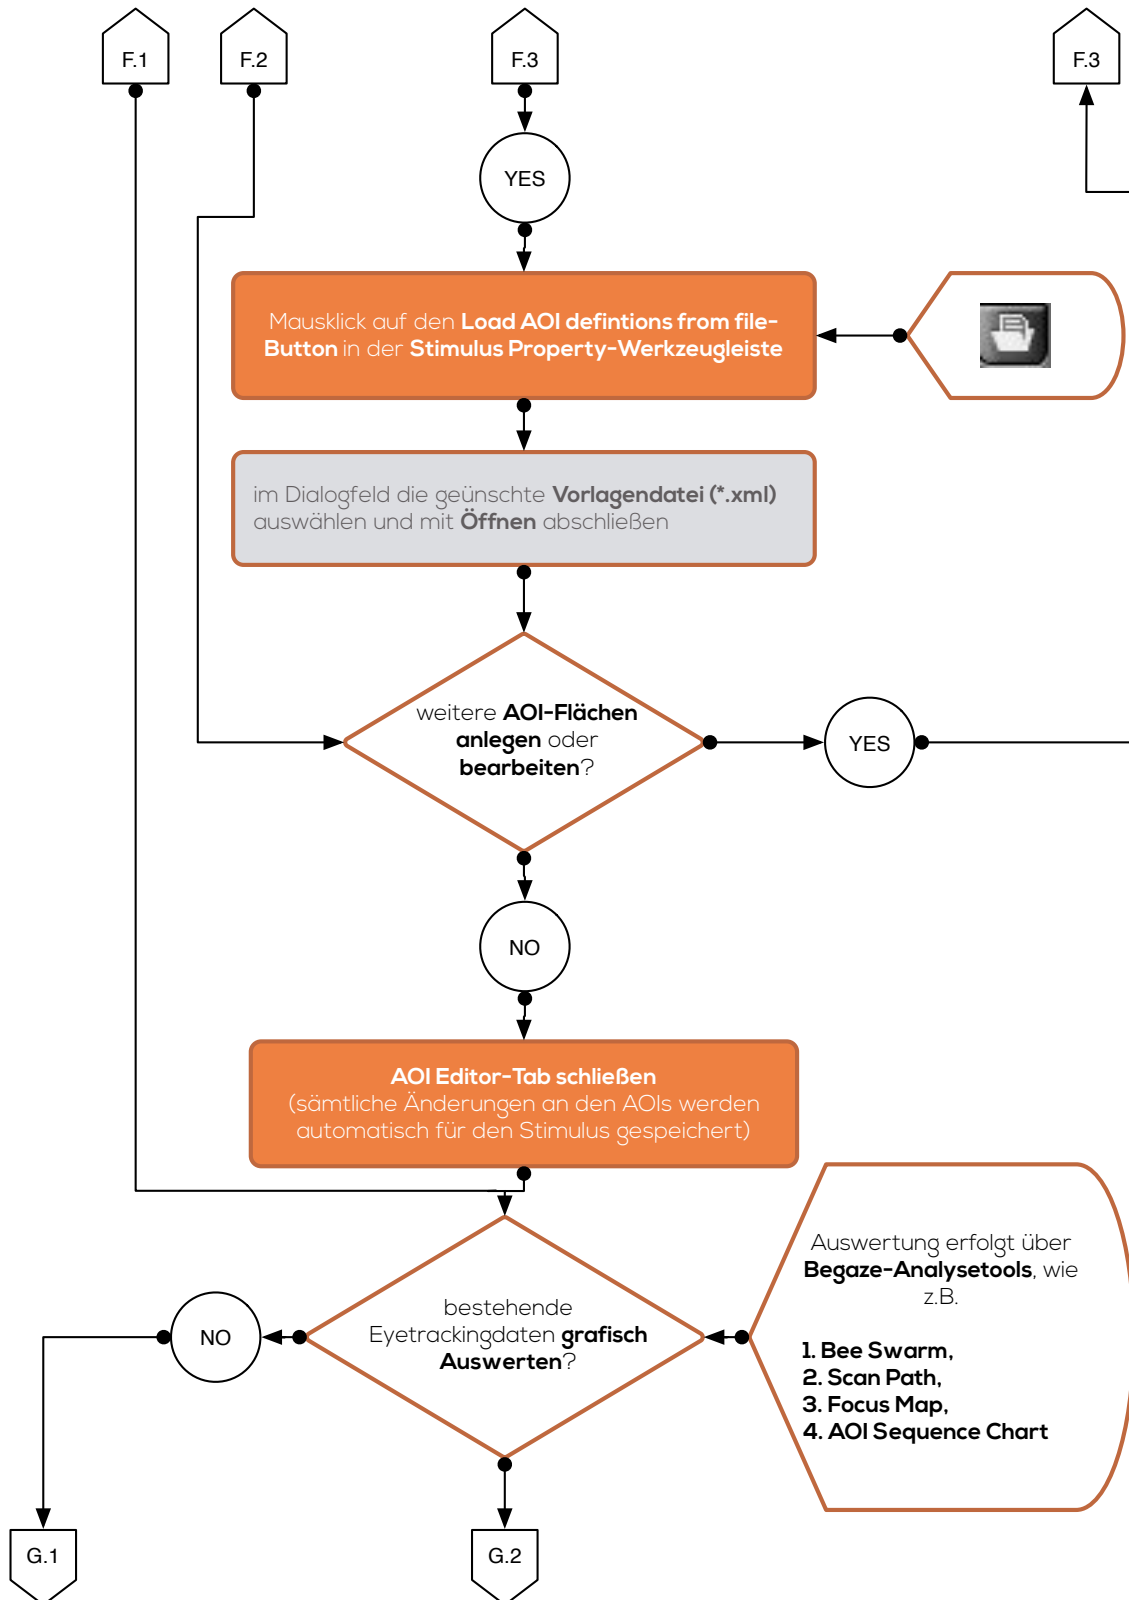 F.1
F.2
F.3
F.3
YES
Mausklick auf den Load AOI defintions from file-
Button in der Stimulus Property-Werkzeugleiste
im Dialogfeld die geünschte Vorlagendatei (*.xml)
auswählen und mit Öffnen abschließen
weitere AOI-Flächen
anlegen oder
bearbeiten?
YES
NO
AOI Editor-Tab schließen
(sämtliche Änderungen an den AOIs werden
automatisch für den Stimulus gespeichert)
Auswertung erfolgt über
Begaze-Analysetools, wie
z.B.
1. Bee Swarm,
2. Scan Path,
3. Focus Map,
4. AOI Sequence Chart
bestehende
Eyetrackingdaten grafisch
Auswerten?
NO
G.1
G.2